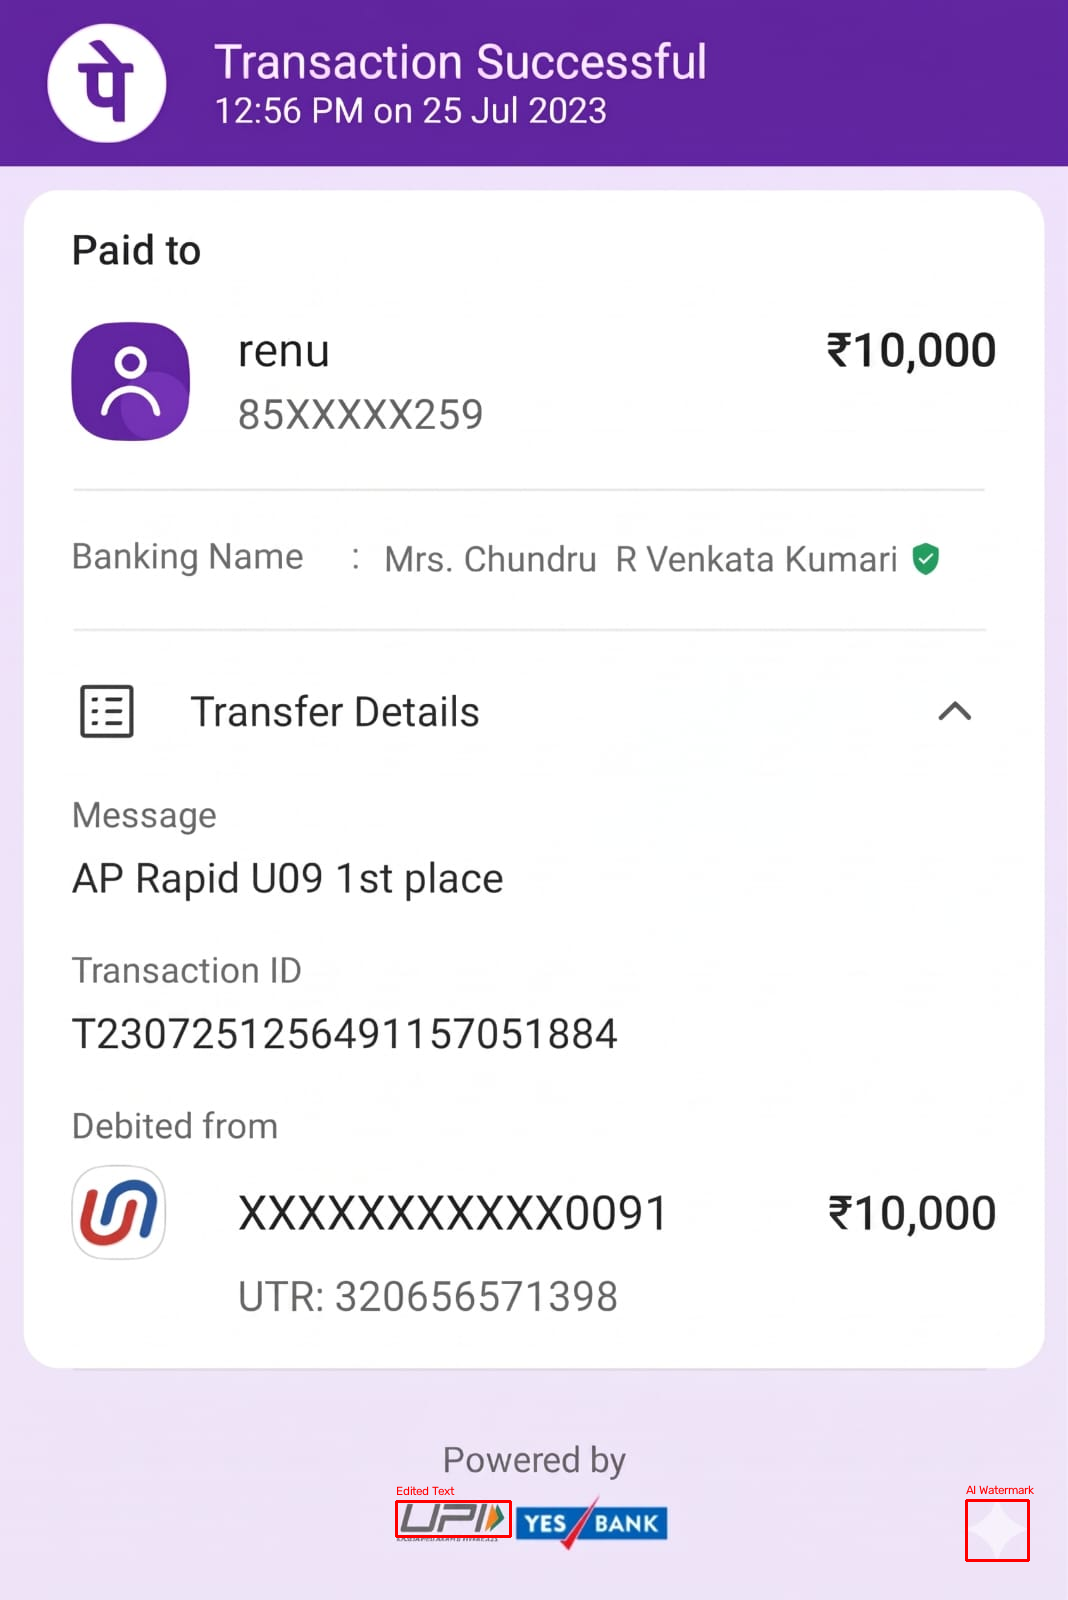 पे
Transaction Successful
12:56 PM on 25 Jul 2023
Paid to
renu
₹10,000
85XXXXX259
Banking Name : Mrs. Chundru R Venkata Kumari
Transfer Details
Message
AP Rapid U09 1st place
Transaction ID
T2307251256491157051884
Debited from
XXXXXXXXXXX0091
₹10,000
UTR: 320656571398
Powered by
Edited Text
AI Watermark
UPI
YES BANK